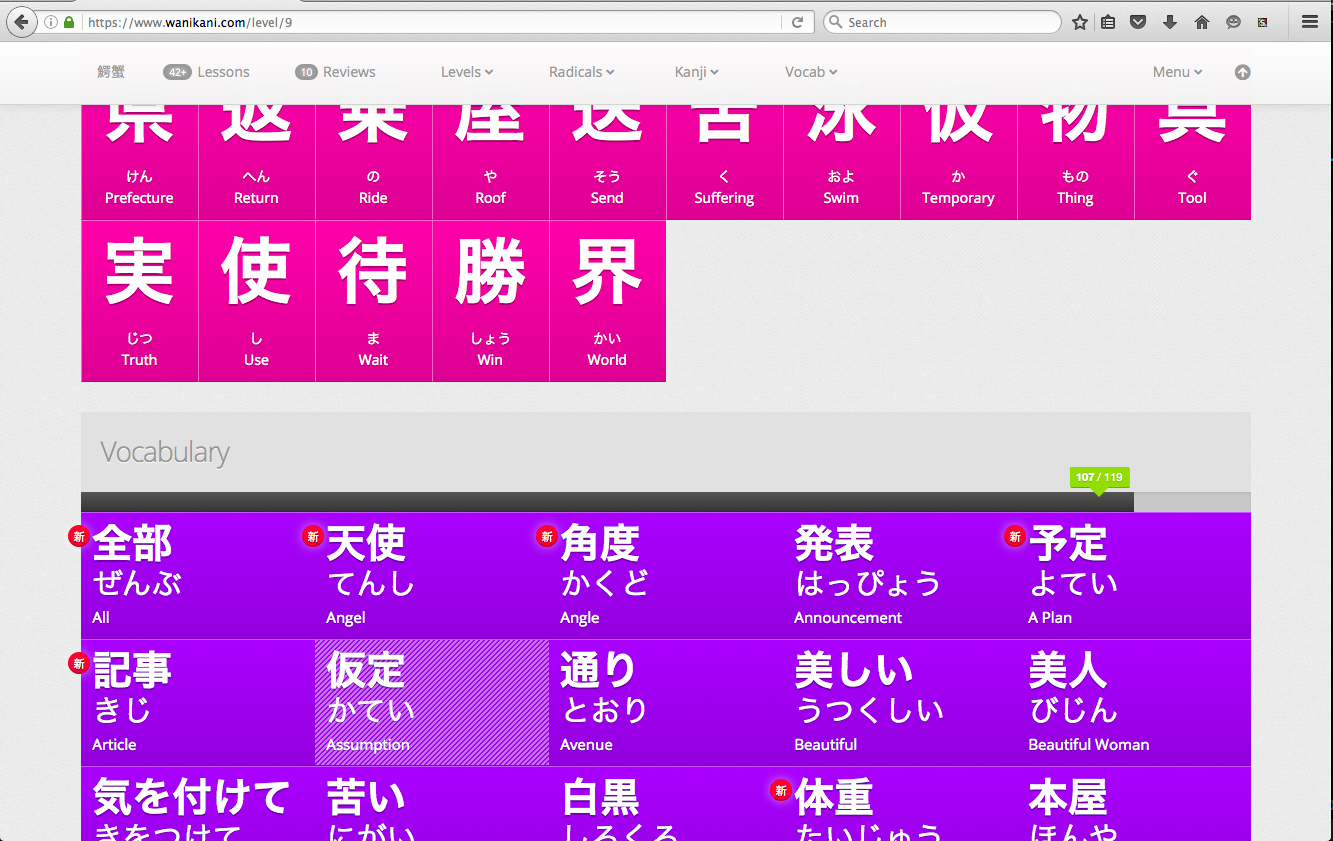 https://www.wanikani.com/level/9
Search
鰐蟹 42+ Lessons 10 Reviews Levels Radicals Kanji Vocab Menu
県 返 乗 屋 送 苦 泳 仮 物 具
けん へん の や そう く およ か もの ぐ
Prefecture Return Ride Roof Send Suffering Swim Temporary Thing Tool
実 使 待 勝 界
じつ し ま しょう かい
Truth Use Wait Win World
Vocabulary
107 / 119
新 全部 新 天使 新 角度 発表 新 予定
ぜんぶ てんし かくど はっぴょう よてい
All Angel Angle Announcement A Plan
新 記事 仮定 通り 美しい 美人
きじ かてい とおり うつくしい びじん
Article Assumption Avenue Beautiful Beautiful Woman
気を付けて 苦い 白黒 新 体重 本屋
きをつけて にがい しろくろ たいじゅう ほんや